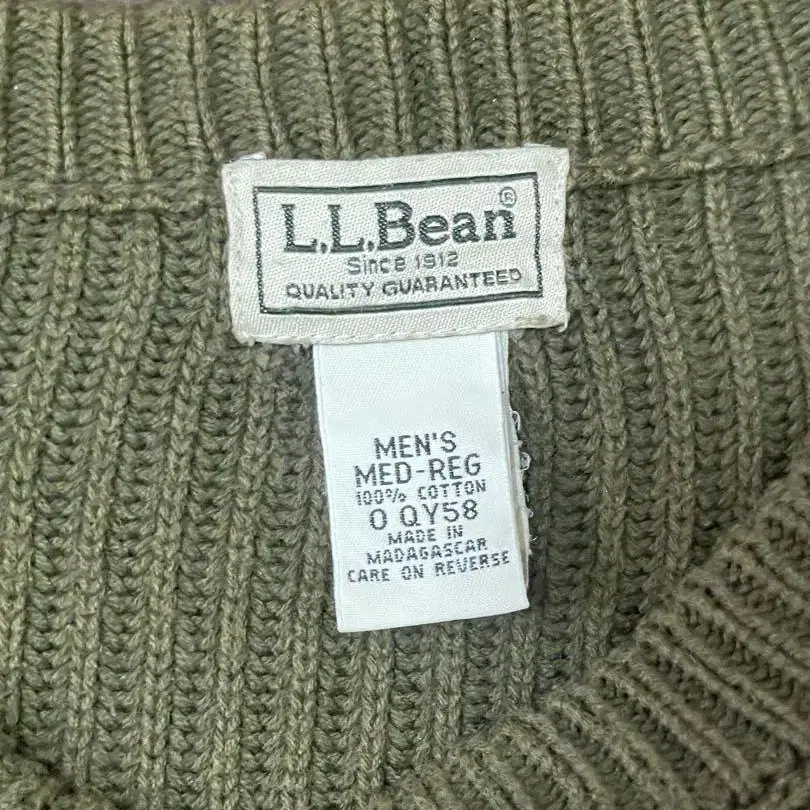 L.L.Bean®
Since 1912
QUALITY GUARANTEED
MEN'S
MED-REG
100% COTTON
0 QY58
MADE IN
MADAGASCAR
CARE ON REVERSE